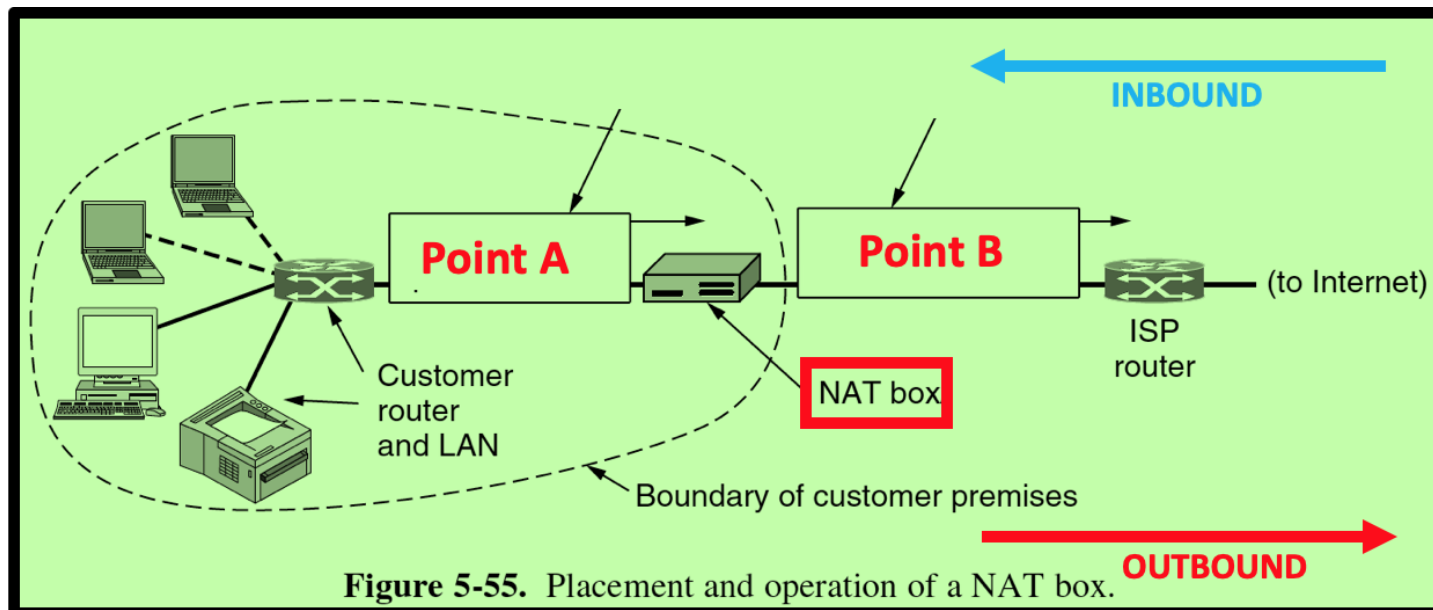 INBOUND
Point A
Point B
(to Internet)
ISP
router
Customer
router
and LAN
NAT box
Boundary of customer premises
OUTBOUND
Figure 5-55. Placement and operation of a NAT box.